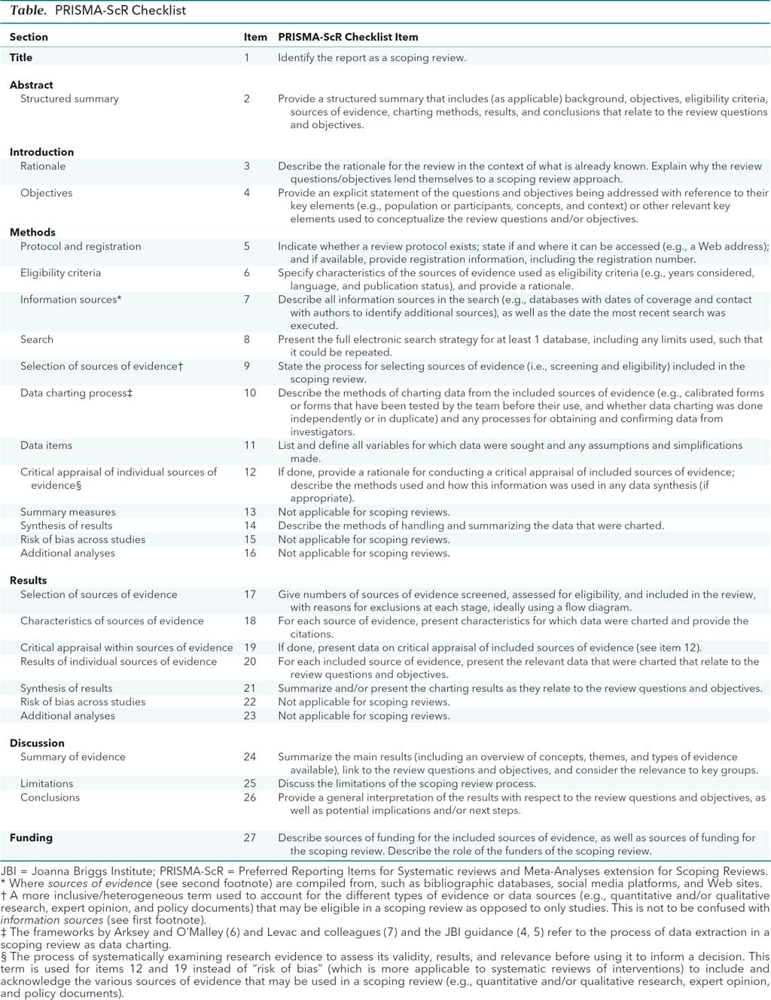 Table. PRISMA-ScR Checklist
Section Item PRISMA-ScR Checklist Item
Title 1 Identify the report as a scoping review.
Abstract
Structured summary 2 Provide a structured summary that includes (as applicable) background, objectives, eligibility criteria,
sources of evidence, charting methods, results, and conclusions that relate to the review questions
and objectives.
Introduction
Rationale 3 Describe the rationale for the review in the context of what is already known. Explain why the review
questions/objectives lend themselves to a scoping review approach.
Objectives 4 Provide an explicit statement of the questions and objectives being addressed with reference to their
key elements (e.g., population or participants, concepts, and context) or other relevant key
elements used to conceptualize the review questions and/or objectives.
Methods
Protocol and registration 5 Indicate whether a review protocol exists; state if and where it can be accessed (e.g., a Web address);
and if available, provide registration information, including the registration number.
Eligibility criteria 6 Specify characteristics of the sources of evidence used as eligibility criteria (e.g., years considered,
language, and publication status), and provide a rationale.
Information sources* 7 Describe all information sources in the search (e.g., databases with dates of coverage and contact
with authors to identify additional sources), as well as the date the most recent search was
executed.
Search 8 Present the full electronic search strategy for at least 1 database, including any limits used, such that
it could be repeated.
Selection of sources of evidence† 9 State the process for selecting sources of evidence (i.e., screening and eligibility) included in the
scoping review.
Data charting process‡ 10 Describe the methods of charting data from the included sources of evidence (e.g., calibrated forms
or forms that have been tested by the team before their use, and whether data charting was done
independently or in duplicate) and any processes for obtaining and confirming data from
investigators.
Data items 11 List and define all variables for which data were sought and any assumptions and simplifications
made.
Critical appraisal of individual sources of 12 If done, provide a rationale for conducting a critical appraisal of included sources of evidence;
evidence§ describe the methods used and how this information was used in any data synthesis (if
appropriate).
Summary measures 13 Not applicable for scoping reviews.
Synthesis of results 14 Describe the methods of handling and summarizing the data that were charted.
Risk of bias across studies 15 Not applicable for scoping reviews.
Additional analyses 16 Not applicable for scoping reviews.
Results
Selection of sources of evidence 17 Give numbers of sources of evidence screened, assessed for eligibility, and included in the review,
with reasons for exclusions at each stage, ideally using a flow diagram.
Characteristics of sources of evidence 18 For each source of evidence, present characteristics for which data were charted and provide the
citations.
Critical appraisal within sources of evidence 19 If done, present data on critical appraisal of included sources of evidence (see item 12).
Results of individual sources of evidence 20 For each included source of evidence, present the relevant data that were charted that relate to the
review questions and objectives.
Synthesis of results 21 Summarize and/or present the charting results as they relate to the review questions and objectives.
Risk of bias across studies 22 Not applicable for scoping reviews.
Additional analyses 23 Not applicable for scoping reviews.
Discussion
Summary of evidence 24 Summarize the main results (including an overview of concepts, themes, and types of evidence
available), link to the review questions and objectives, and consider the relevance to key groups.
Limitations 25 Discuss the limitations of the scoping review process.
Conclusions 26 Provide a general interpretation of the results with respect to the review questions and objectives, as
well as potential implications and/or next steps.
Funding 27 Describe sources of funding for the included sources of evidence, as well as sources of funding for
the scoping review. Describe the role of the funders of the scoping review.
JBI = Joanna Briggs Institute; PRISMA-ScR = Preferred Reporting Items for Systematic reviews and Meta-Analyses extension for Scoping Reviews.
* Where sources of evidence (see second footnote) are compiled from, such as bibliographic databases, social media platforms, and Web sites.
† A more inclusive/heterogeneous term used to account for the different types of evidence or data sources (e.g., quantitative and/or qualitative
research, expert opinion, and policy documents) that may be eligible in a scoping review as opposed to only studies. This is not to be confused with
information sources (see first footnote).
‡ The frameworks by Arksey and O'Malley (6) and Levac and colleagues (7) and the JBI guidance (4, 5) refer to the process of data extraction in a
scoping review as data charting.
§ The process of systematically examining research evidence to assess its validity, results, and relevance before using it to inform a decision. This
term is used for items 12 and 19 instead of “risk of bias” (which is more applicable to systematic reviews of interventions) to include and
acknowledge the various sources of evidence that may be used in a scoping review (e.g., quantitative and/or qualitative research, expert opinion,
and policy documents).